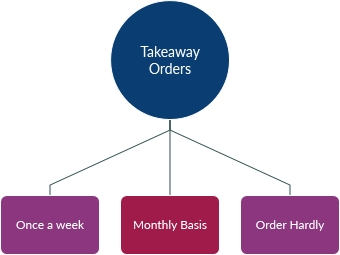 Takeaway
Orders
Once a week
Monthly Basis
Order Hardly